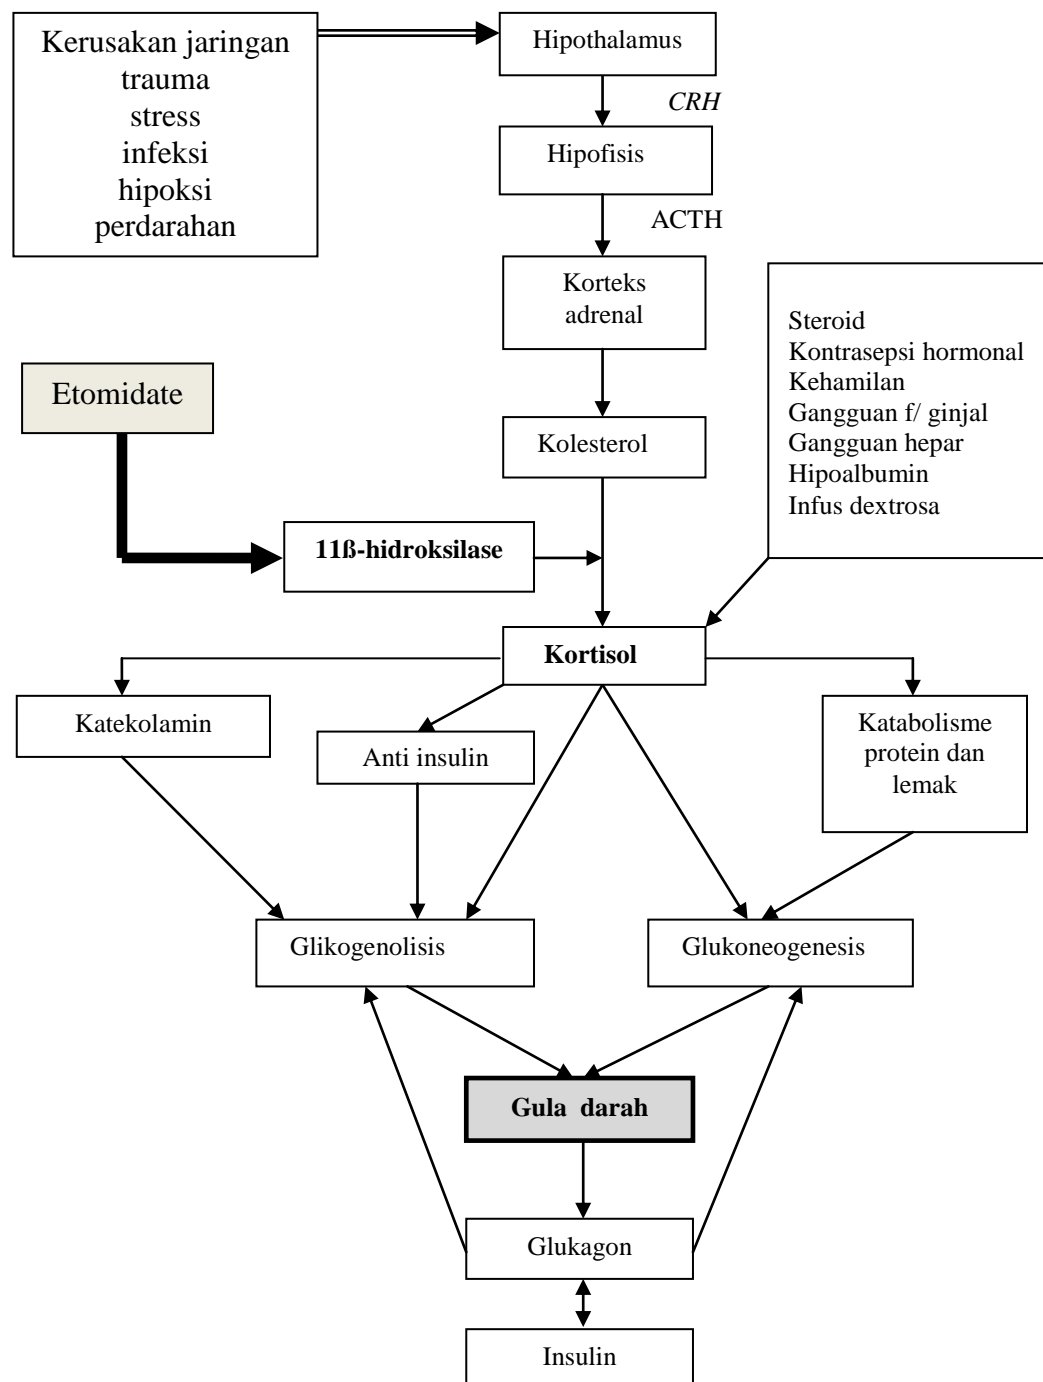 Kerusakan jaringan
trauma
stress
infeksi
hipoksi
perdarahan
Hipothalamus
CRH
Hipofisis
ACTH
Korteks
adrenal
Steroid
Kontrasepsi hormonal
Kehamilan
Gangguan f/ ginjal
Gangguan hepar
Hipoalbumin
Infus dextrosa
Etomidate
Kolesterol
11ß-hidroksilase
Kortisol
Katekolamin
Anti insulin
Katabolisme
protein dan
lemak
Glikogenolisis
Glukoneogenesis
Gula darah
Glukagon
Insulin